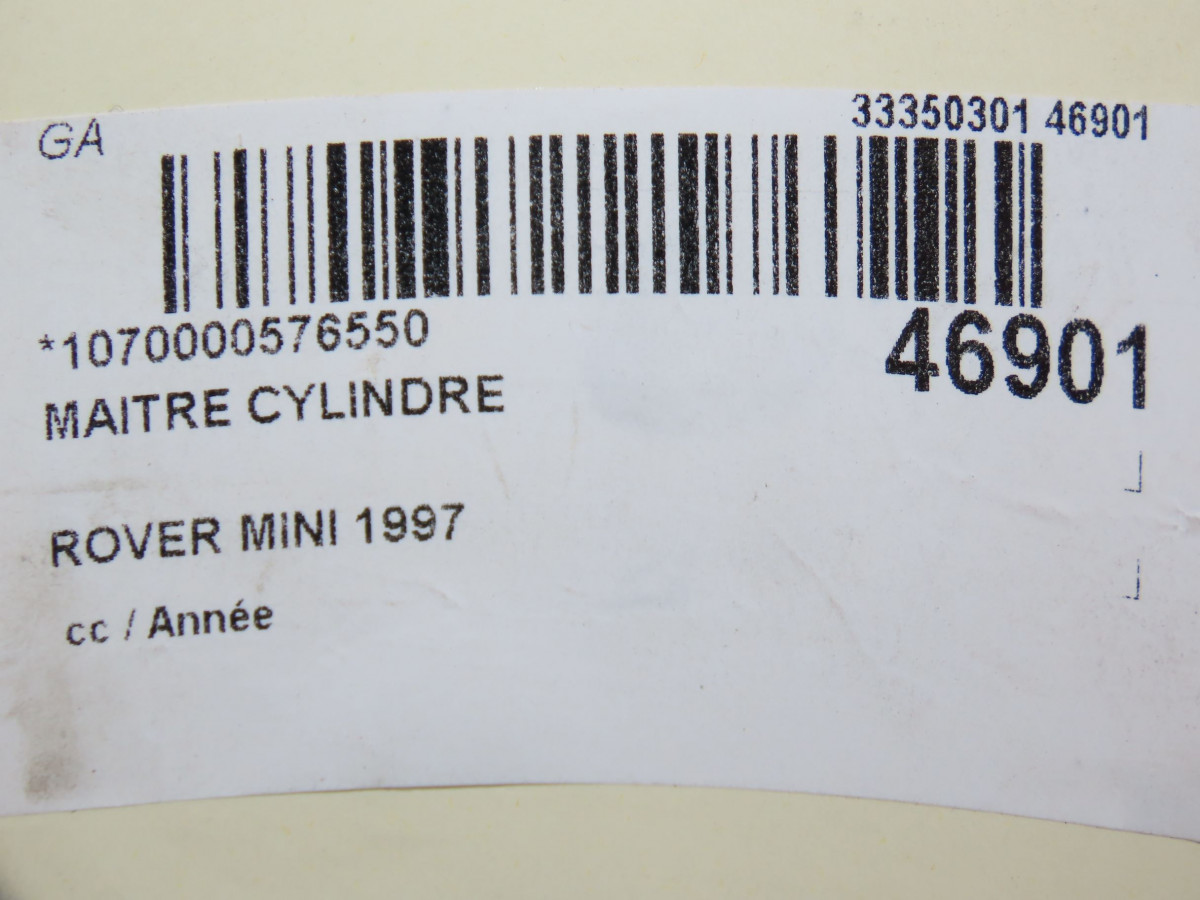 GA
33350301 46901
*1070000576550
46901
MAITRE CYLINDRE
ROVER MINI 1997
cc / Année